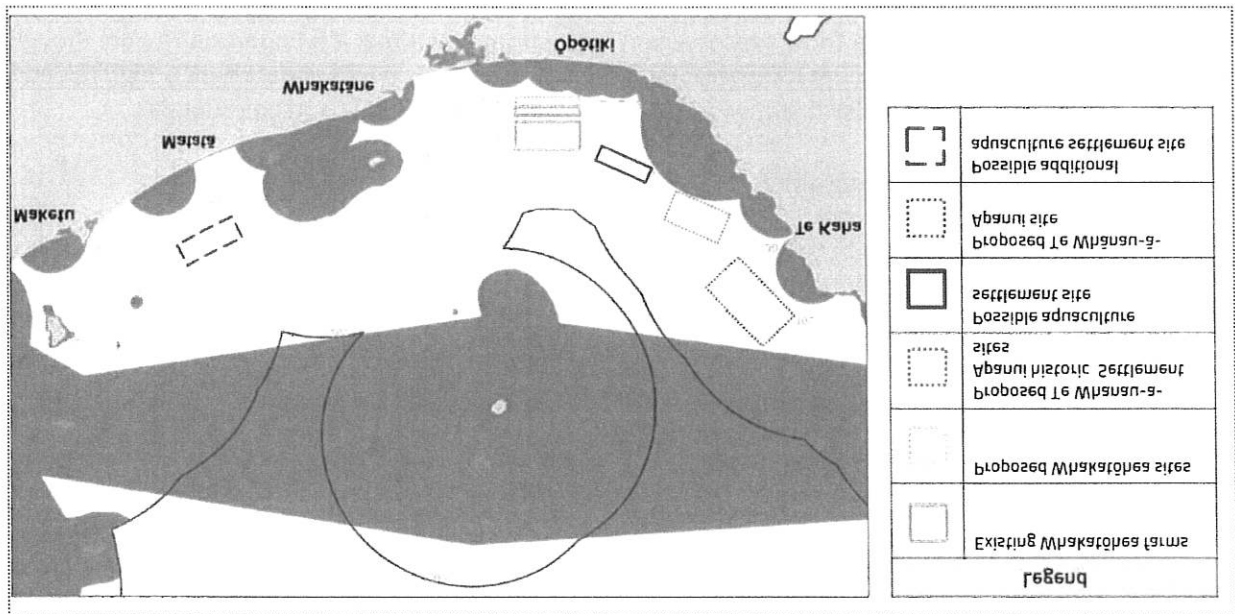 Legend
Existing Whakatōhea farms
Proposed Whakatōhea sites
Proposed Te Whānau-ā-
Apanui historic Settlement
sites
Possible aquaculture
settlement site
Proposed Te Whānau-ā-
Apanui site
Possible additional
aquaculture settlement site
Maketu
Te Kaha
Matatā
Whakatāne
Ōpōtiki